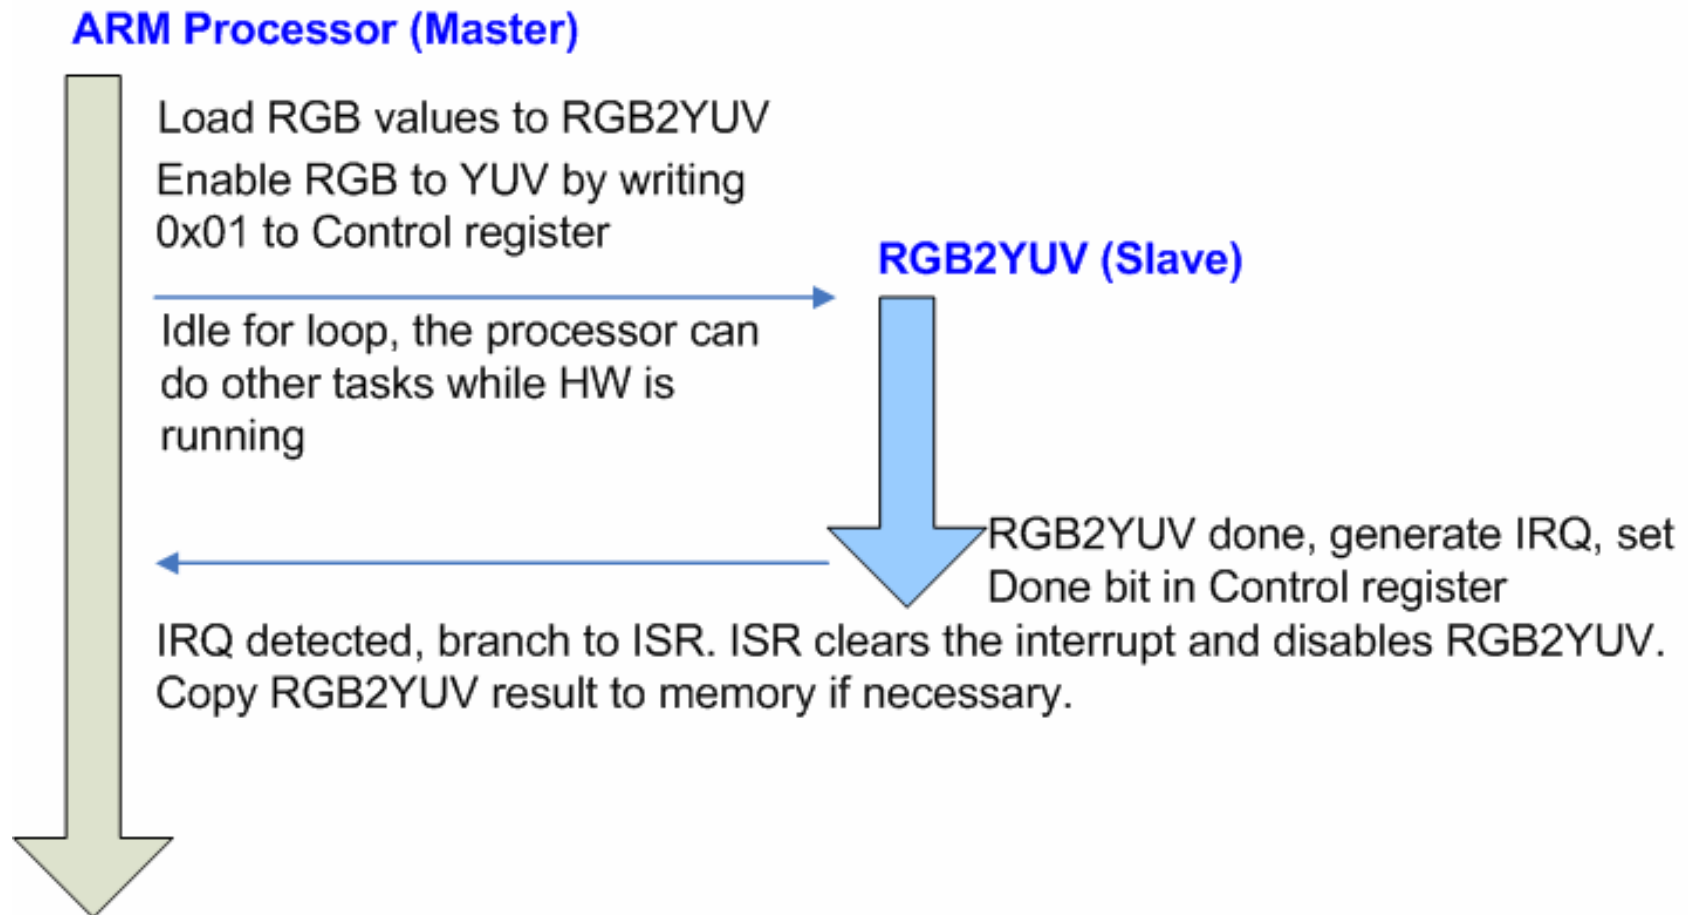 ARM Processor (Master)
Load RGB values to RGB2YUV
Enable RGB to YUV by writing
0x01 to Control register
RGB2YUV (Slave)
Idle for loop, the processor can
do other tasks while HW is
running
RGB2YUV done, generate IRQ, set
Done bit in Control register
IRQ detected, branch to ISR. ISR clears the interrupt and disables RGB2YUV.
Copy RGB2YUV result to memory if necessary.